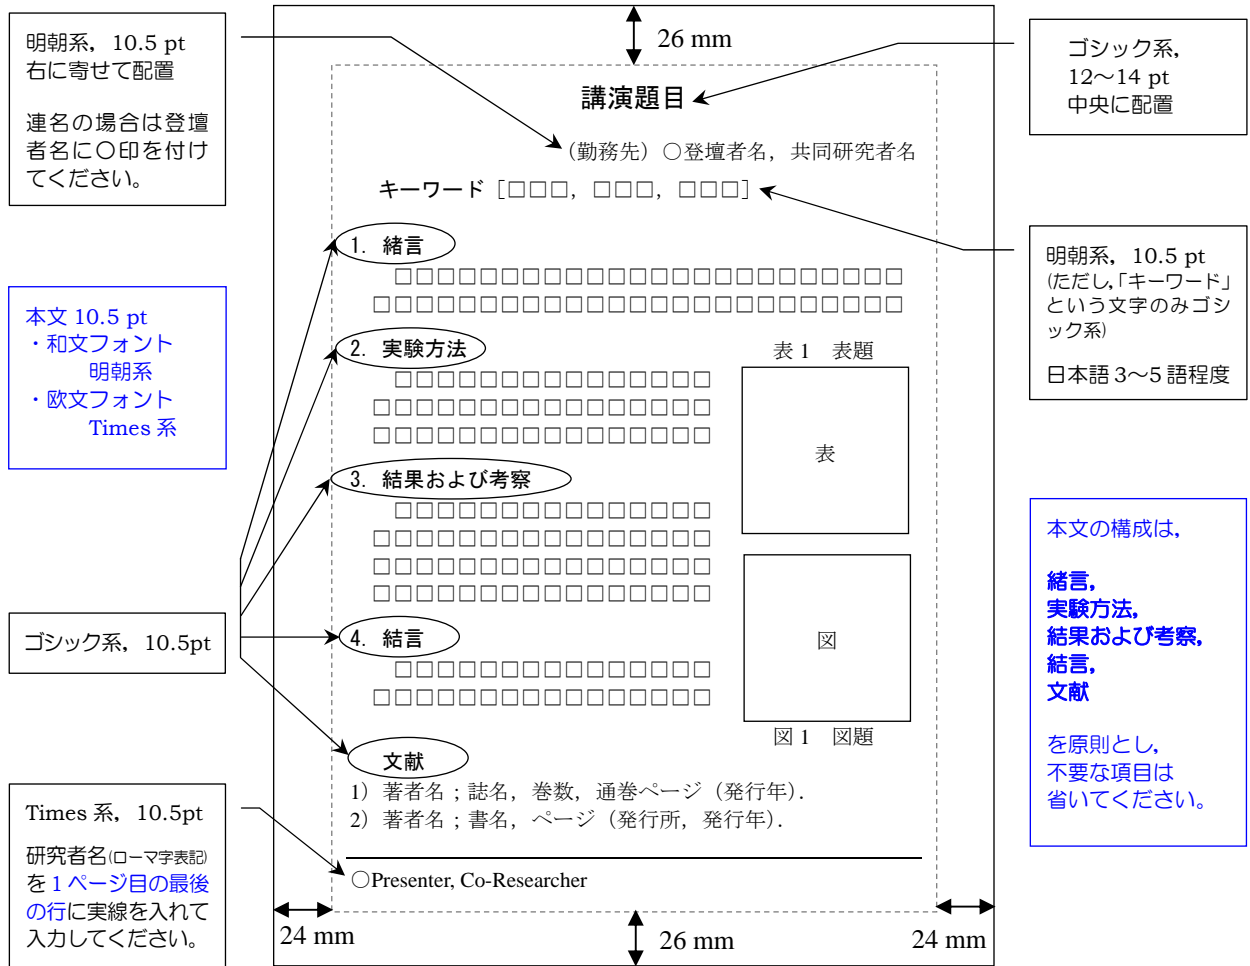 明朝系, 10.5 pt
右に寄せて配置
連名の場合は登壇
者名に〇印を付け
てください。
本文 10.5 pt
・和文フォント
明朝系
・欧文フォント
Times 系
ゴシック系, 10.5pt
Times 系, 10.5pt
研究者名(ローマ字表記)
を 1 ページ目の最後
の行に実線を入れて
入力してください。
26 mm
講演題目
(勤務先) 〇登壇者名, 共同研究者名
キーワード [□□□, □□□, □□□]
1. 緒言
□□□□□□□□□□□□□□□□□□□□□□□□
□□□□□□□□□□□□□□□□□□□□□□□□□
2. 実験方法
□□□□□□□□□□□□□□□
□□□□□□□□□□□□□□□□
□□□□□□□□□□□□□□□□
表 1 表題
表
3. 結果および考察
□□□□□□□□□□□□□□□
□□□□□□□□□□□□□□□□
□□□□□□□□□□□□□□□□
□□□□□□□□□□□□□□□□
図
図 1 図題
4. 結言
□□□□□□□□□□□□□□□
□□□□□□□□□□□□□□□□
文献
1) 著者名 ; 誌名, 巻数, 通巻ページ (発行年).
2) 著者名 ; 書名, ページ (発行所, 発行年).
〇Presenter, Co-Researcher
24 mm
26 mm
24 mm
ゴシック系,
12~14 pt
中央に配置
明朝系, 10.5 pt
(ただし,「キーワード」
という文字のみゴシ
ック系)
日本語 3~5 語程度
本文の構成は,
緒言,
実験方法,
結果および考察,
結言,
文献
を原則とし,
不要な項目は
省いてください。